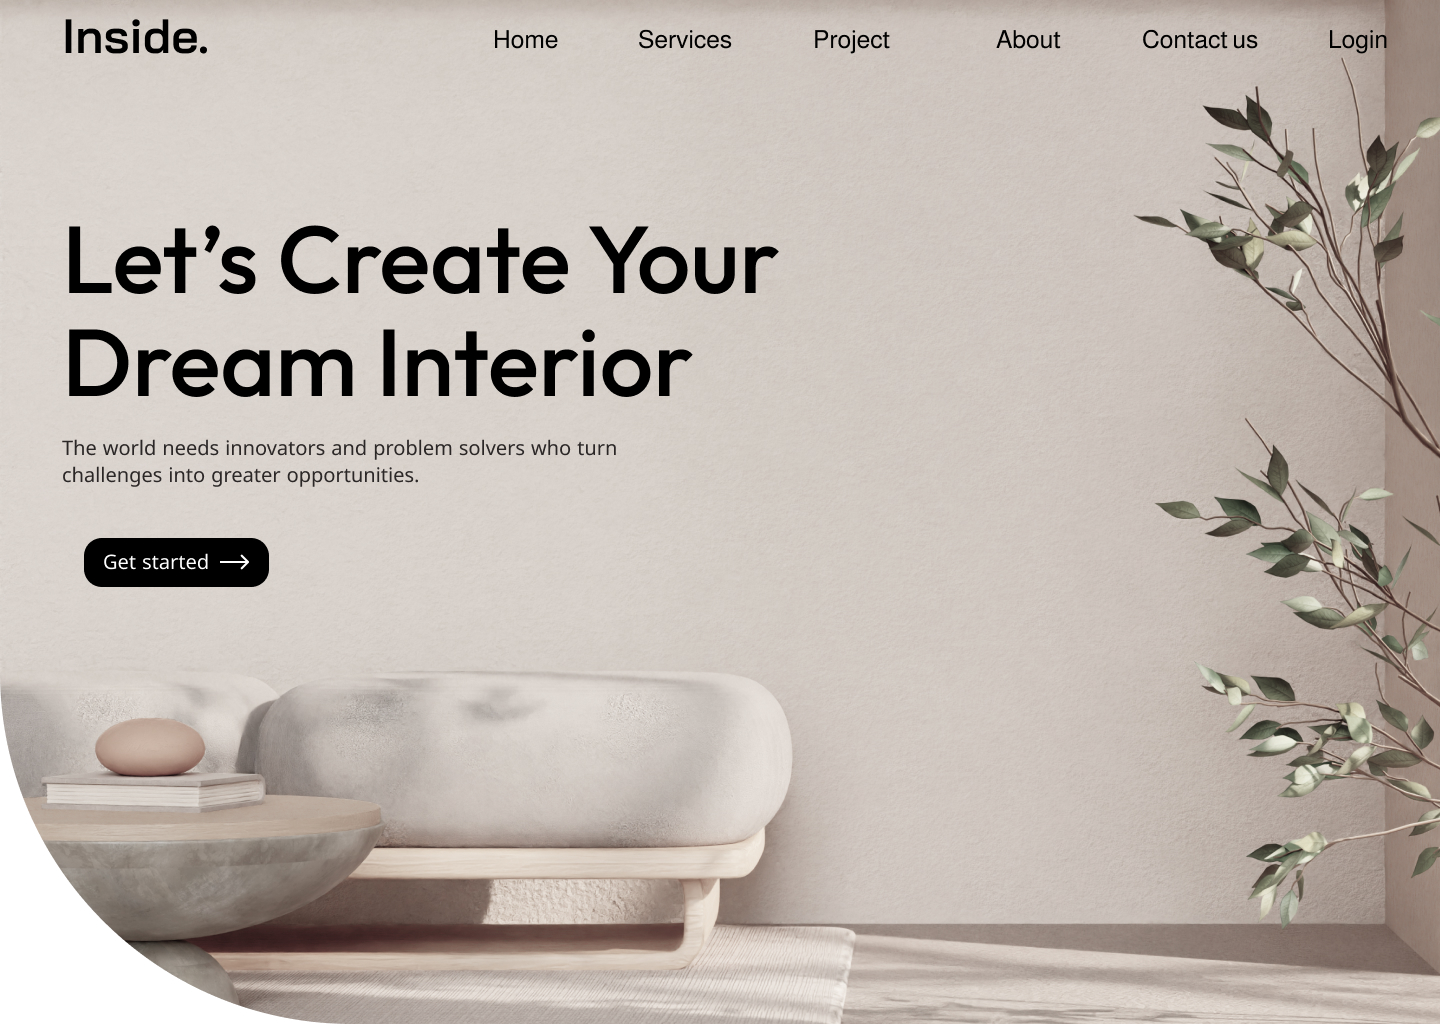 Inside.
Home Services Project About Contact us Login
Let’s Create Your
Dream Interior
The world needs innovators and problem solvers who turn
challenges into greater opportunities.
Get started